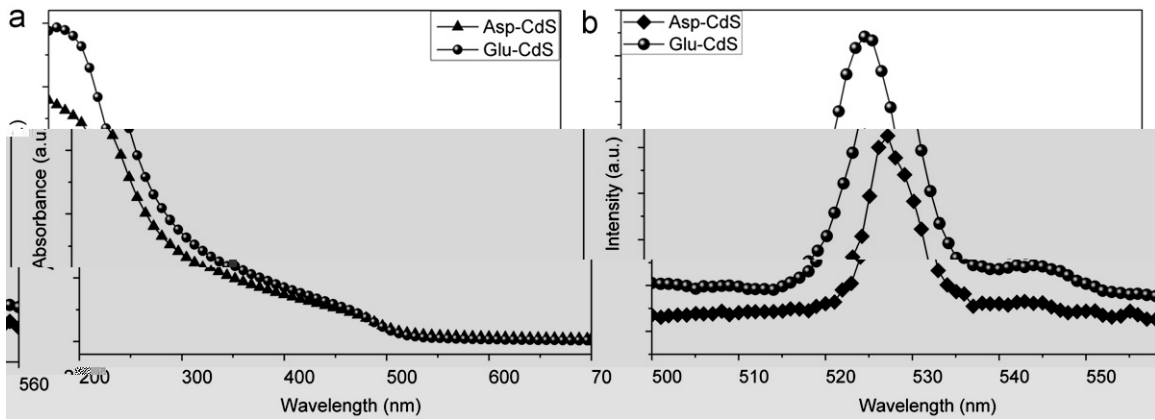 a
Asp-CdS
Glu-CdS
Absorbance (a.u.
200
300
400
500
600
70
Wavelength (nm)
560
b
Asp-CdS
Glu-CdS
Intensity (a.u.)
500
510
520
530
540
550
Wavelength (nm)